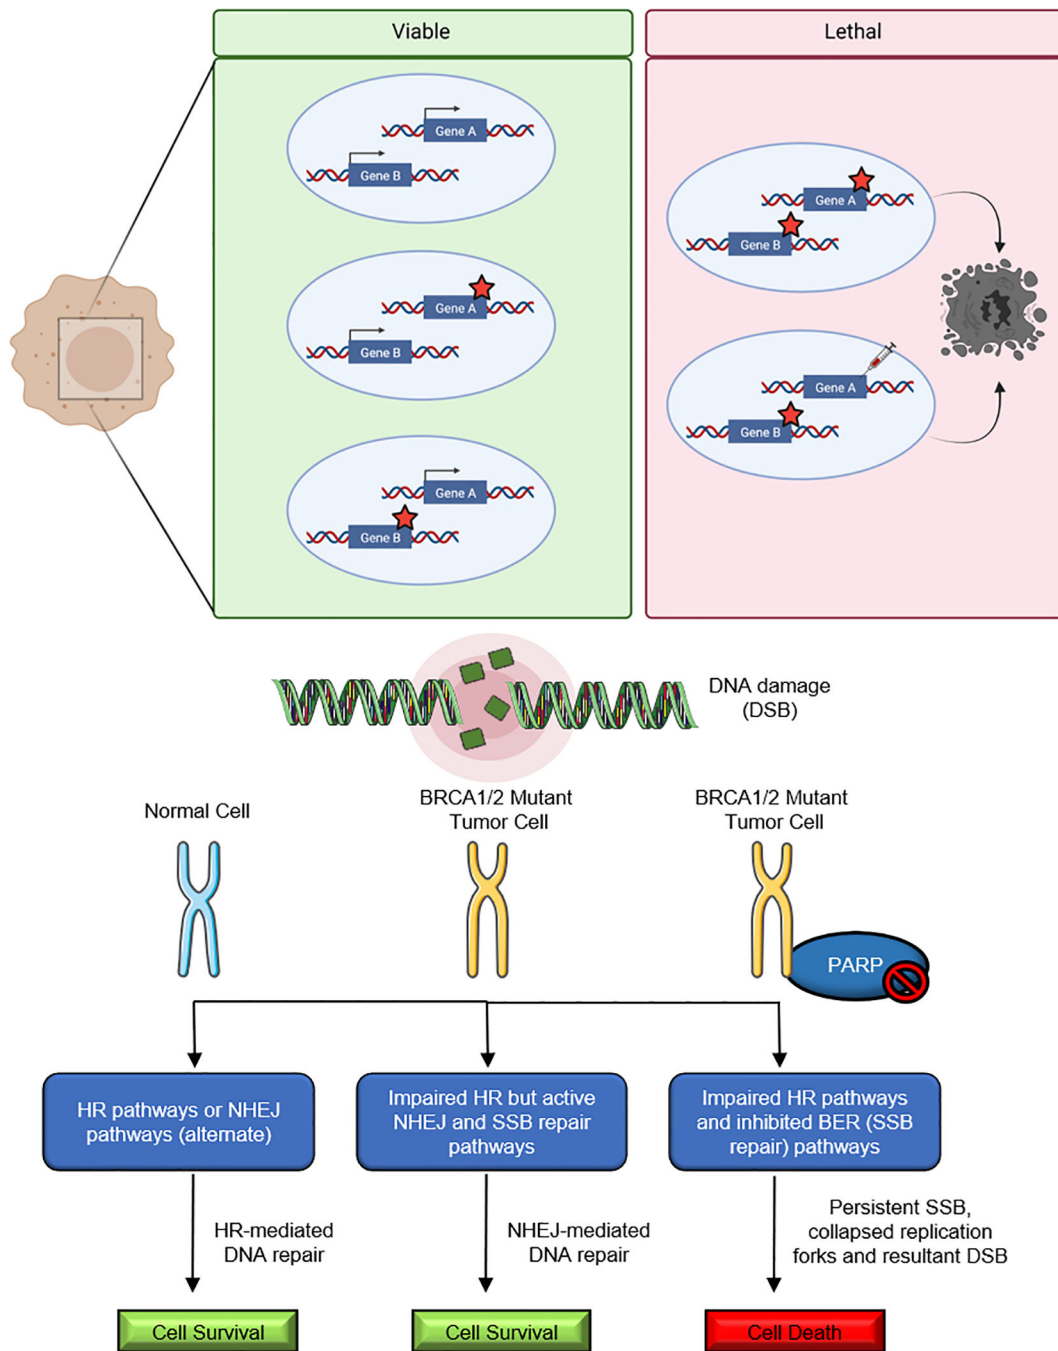 Viable
Lethal
Gene A
Gene B
Gene A
Gene B
Gene A
Gene B
Gene A
Gene B
Gene A
Gene B
DNA damage
(DSB)
Normal Cell
BRCA1/2 Mutant
Tumor Cell
BRCA1/2 Mutant
Tumor Cell
PARP
HR pathways or NHEJ
pathways (alternate)
Impaired HR but active
NHEJ and SSB repair
pathways
Impaired HR pathways
and inhibited BER (SSB
repair) pathways
HR-mediated
DNA repair
NHEJ-mediated
DNA repair
Persistent SSB,
collapsed replication
forks and resultant DSB
Cell Survival
Cell Survival
Cell Death